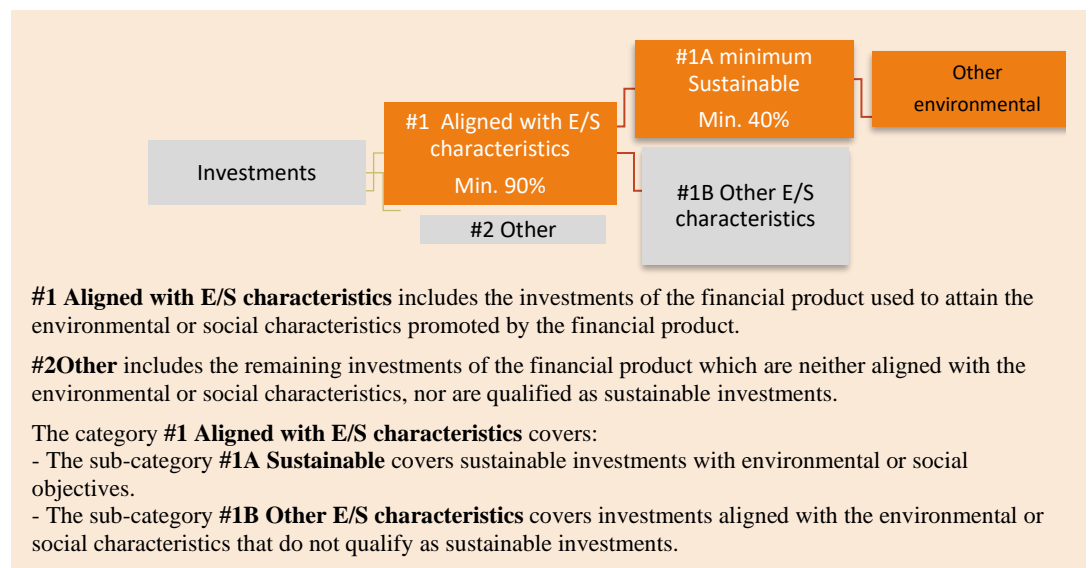 #1A minimum
Sustainable
Min. 40%
Other
environmental
#1 Aligned with E/S
characteristics
Min. 90%
Investments
#1B Other E/S
characteristics
#2 Other
#1 Aligned with E/S characteristics includes the investments of the financial product used to attain the
environmental or social characteristics promoted by the financial product.
#2Other includes the remaining investments of the financial product which are neither aligned with the
environmental or social characteristics, nor are qualified as sustainable investments.
The category #1 Aligned with E/S characteristics covers:
- The sub-category #1A Sustainable covers sustainable investments with environmental or social
objectives.
- The sub-category #1B Other E/S characteristics covers investments aligned with the environmental or
social characteristics that do not qualify as sustainable investments.